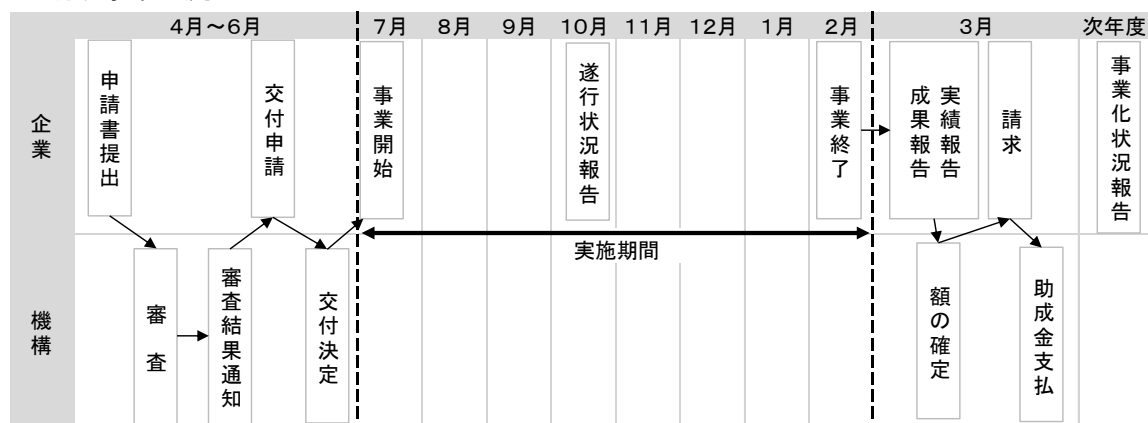 4月～6月
7月
8月
9月
10月
11月
12月
1月
2月
3月
次年度
企業
申請書提出
交付申請
事業開始
遂行状況報告
事業終了
実績報告
成果報告
請求
事業化状況報告
実施期間
機構
審査
審査結果通知
交付決定
額の確定
助成金支払